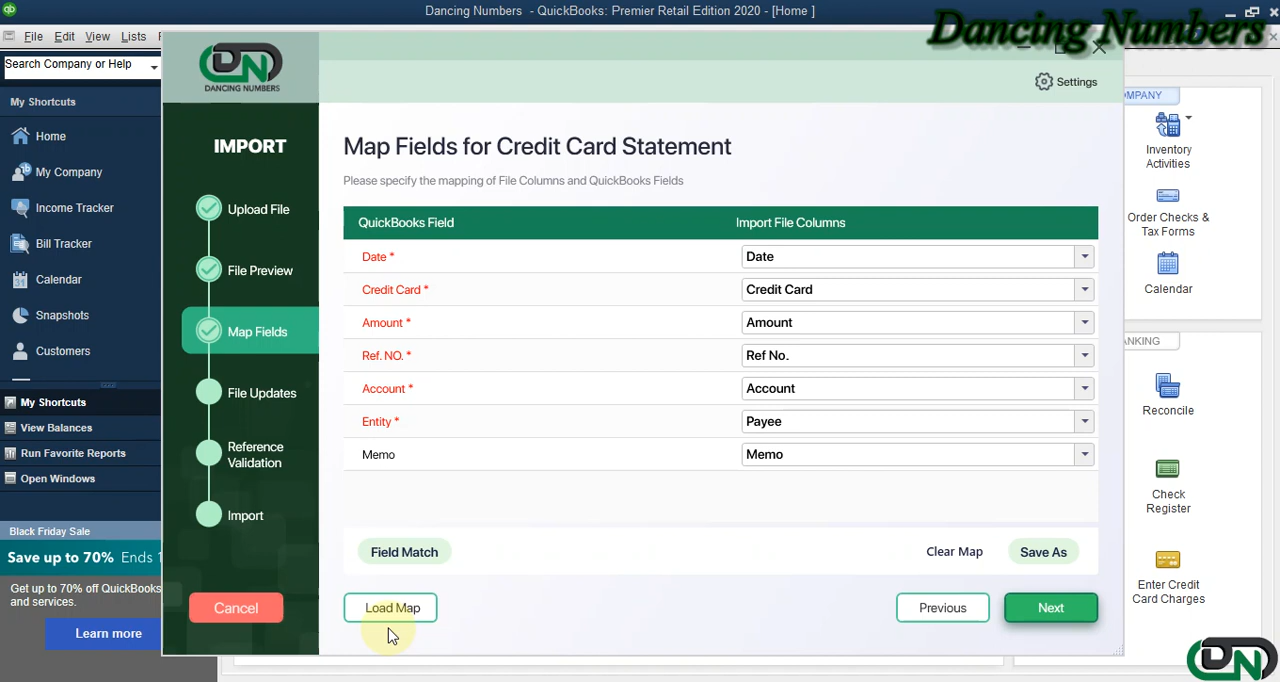 Dancing Numbers - QuickBooks: Premier Retail Edition 2020 - [Home ]
Dancing Numbers
File Edit View Lists
Search Company or Help
My Shortcuts
Home
My Company
Income Tracker
Bill Tracker
Calendar
Snapshots
Customers
My Shortcuts
View Balances
Run Favorite Reports
Open Windows
Black Friday Sale
Save up to 70% Ends 1
Get up to 70% off QuickBooks
and services.
Learn more
DN
DANCING NUMBERS
Settings
IMPORT
Upload File
File Preview
Map Fields
File Updates
Reference
Validation
Import
Cancel
Map Fields for Credit Card Statement
Please specify the mapping of File Columns and QuickBooks Fields
QuickBooks Field Import File Columns
Date * Date
Credit Card * Credit Card
Amount * Amount
Ref. NO. * Ref No.
Account * Account
Entity * Payee
Memo Memo
Field Match Clear Map Save As
Load Map Previous Next
OMPANY
Inventory
Activities
Order Checks &
Tax Forms
Calendar
ANKING
Reconcile
Check
Register
Enter Credit
Card Charges
DN